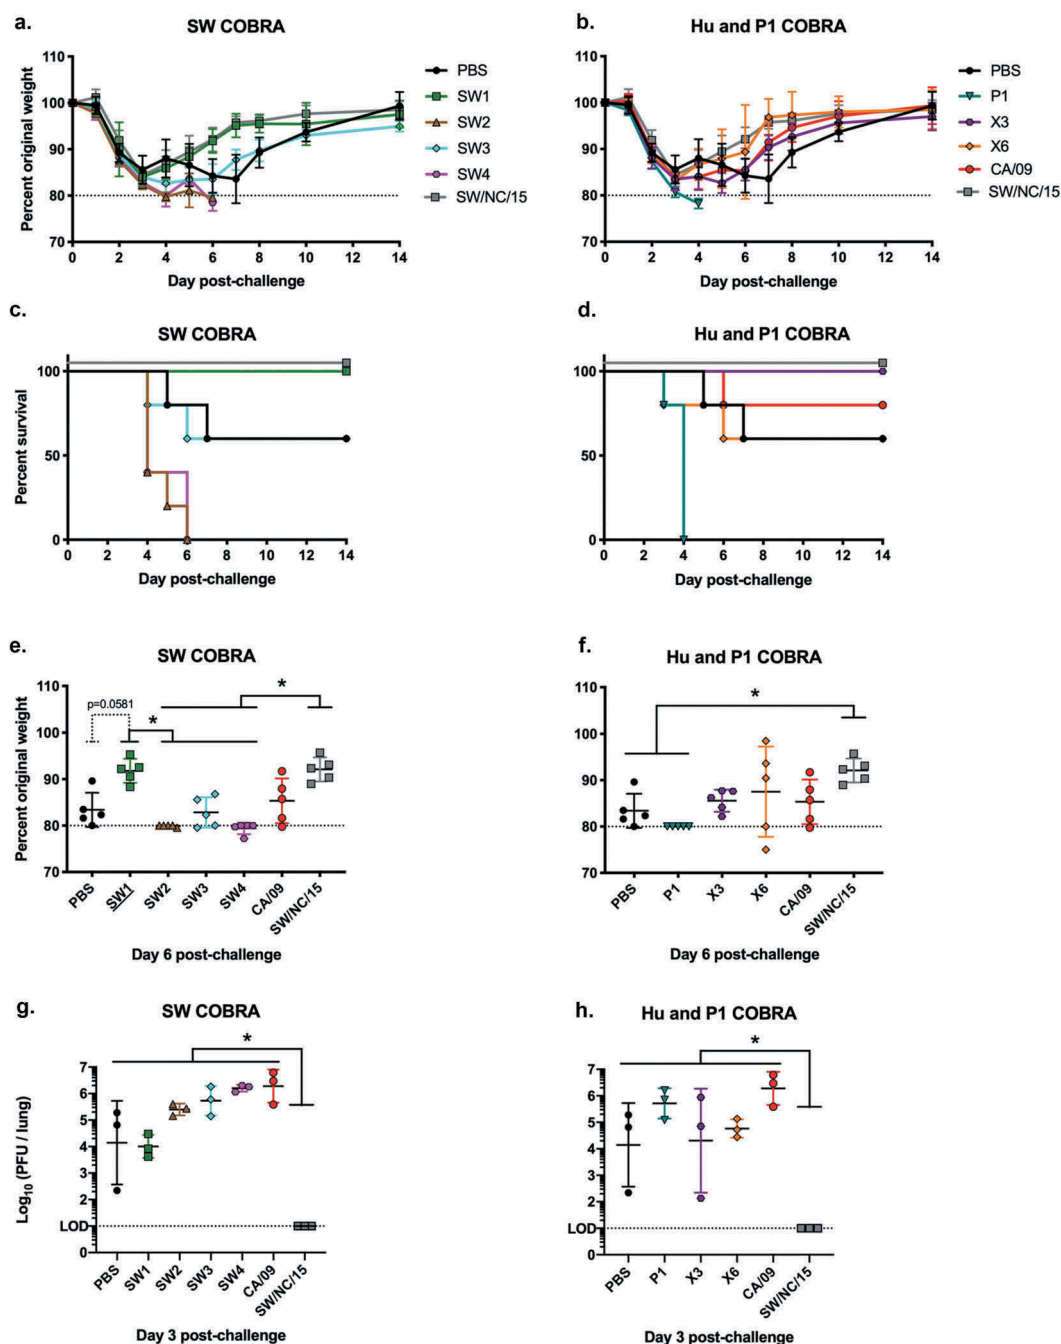 a.
SW COBRA
Percent original weight
110
100
90
80
70
0 2 4 6 8 10 12 14
Day post-challenge
PBS
SW1
SW2
SW3
SW4
SW/NC/15
b.
Hu and P1 COBRA
110
100
90
80
70
0 2 4 6 8 10 12 14
Day post-challenge
PBS
P1
X3
X6
CA/09
SW/NC/15
c.
SW COBRA
Percent survival
100
50
0
0 2 4 6 8 10 12 14
Day post-challenge
d.
Hu and P1 COBRA
100
50
0
0 2 4 6 8 10 12 14
Day post-challenge
e.
SW COBRA
Percent original weight
110
100
90
80
70
p=0.0581
*
*
PBS SW1 SW2 SW3 SW4 CA/09 SW/NC/15
Day 6 post-challenge
f.
Hu and P1 COBRA
110
100
90
80
70
*
PBS P1 X3 X6 CA/09 SW/NC/15
Day 6 post-challenge
g.
SW COBRA
Log10 (PFU / lung)
7
6
5
4
3
2
LOD
0
*
PBS SW1 SW2 SW3 SW4 CA/09 SW/NC/15
Day 3 post-challenge
h.
Hu and P1 COBRA
7
6
5
4
3
2
LOD
0
*
PBS P1 X3 X6 CA/09 SW/NC/15
Day 3 post-challenge